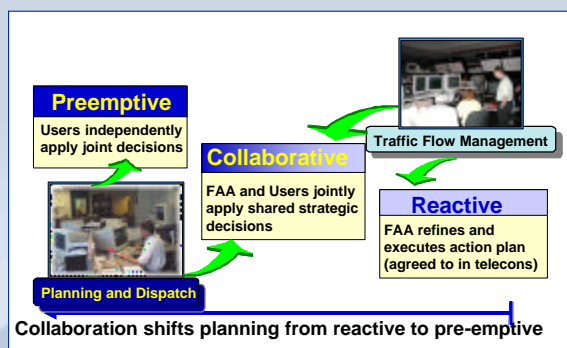 Preemptive
Users independently
apply joint decisions
Collaborative
FAA and Users jointly
apply shared strategic
decisions
Traffic Flow Management
Reactive
FAA refines and
executes action plan
(agreed to in telecons)
Planning and Dispatch
Collaboration shifts planning from reactive to pre-emptive